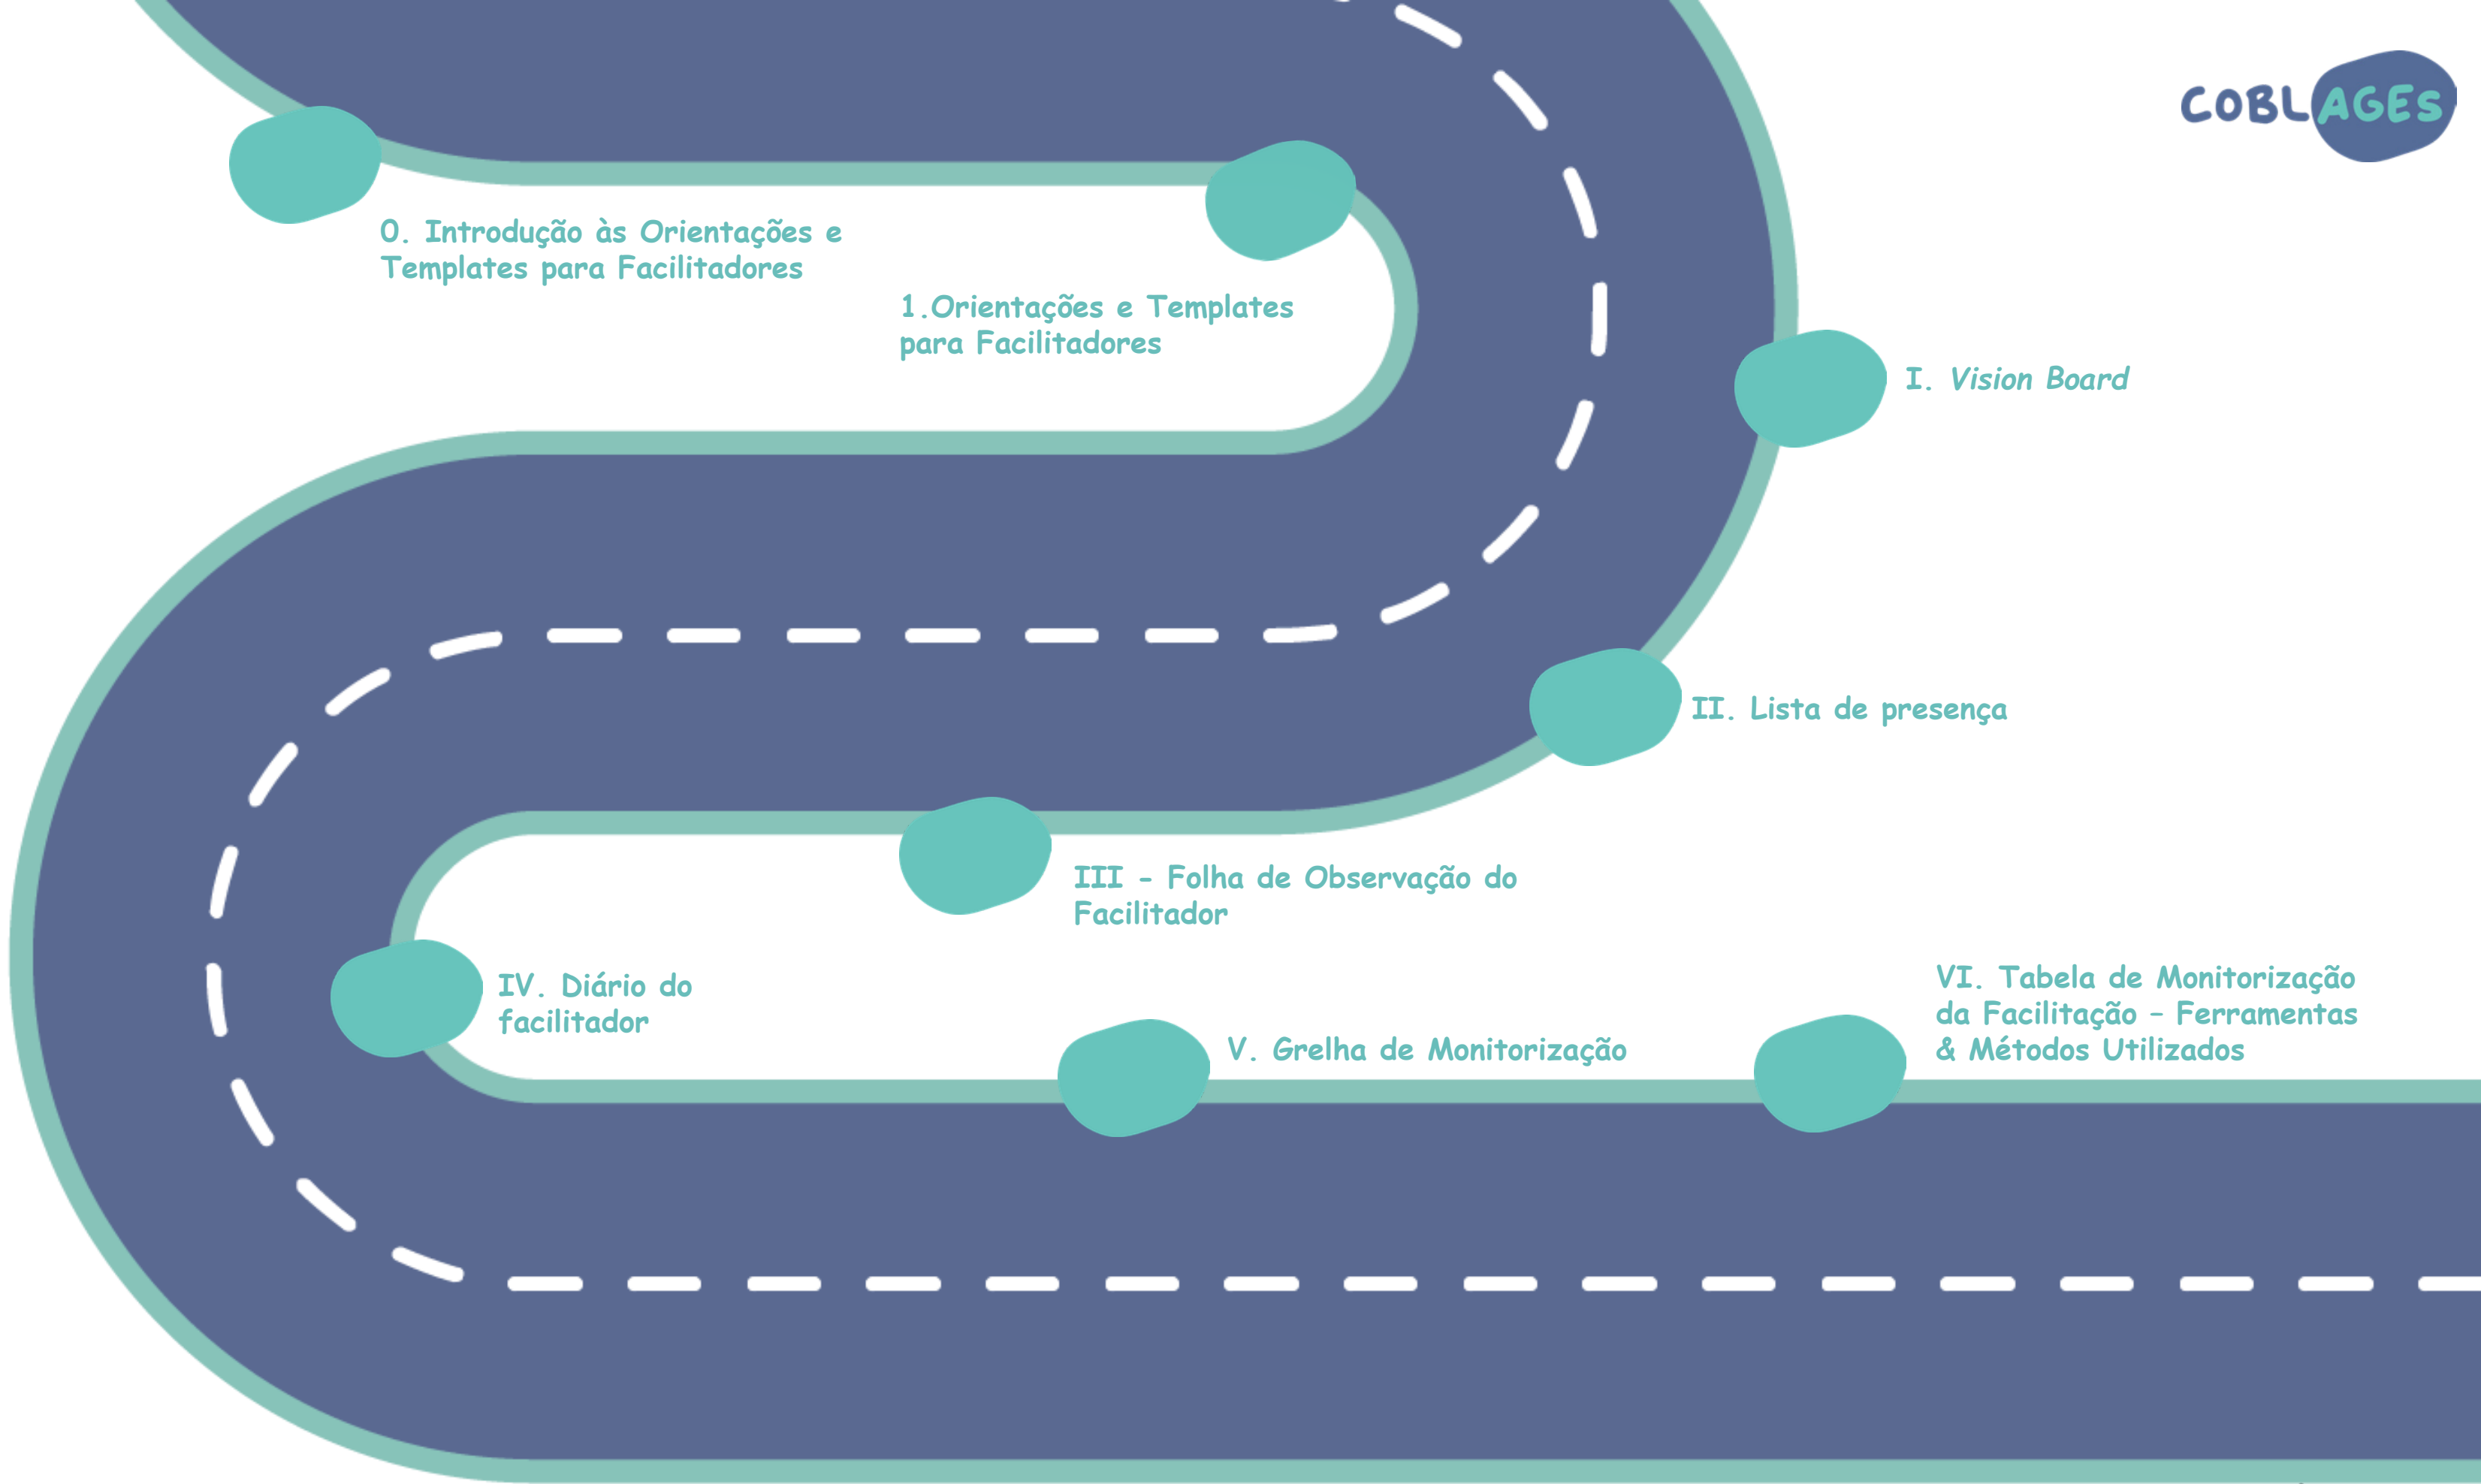 COBLAGES
0. Introdução às Orientações e
Templates para Facilitadores
1.Orientações e Templates
para Facilitadores
I. Vision Board
II. Lista de presença
III - Folha de Observação do
Facilitador
IV. Diário do
facilitador
V. Grelha de Monitorização
VI. Tabela de Monitorização
da Facilitação - Ferramentas
& Métodos Utilizados